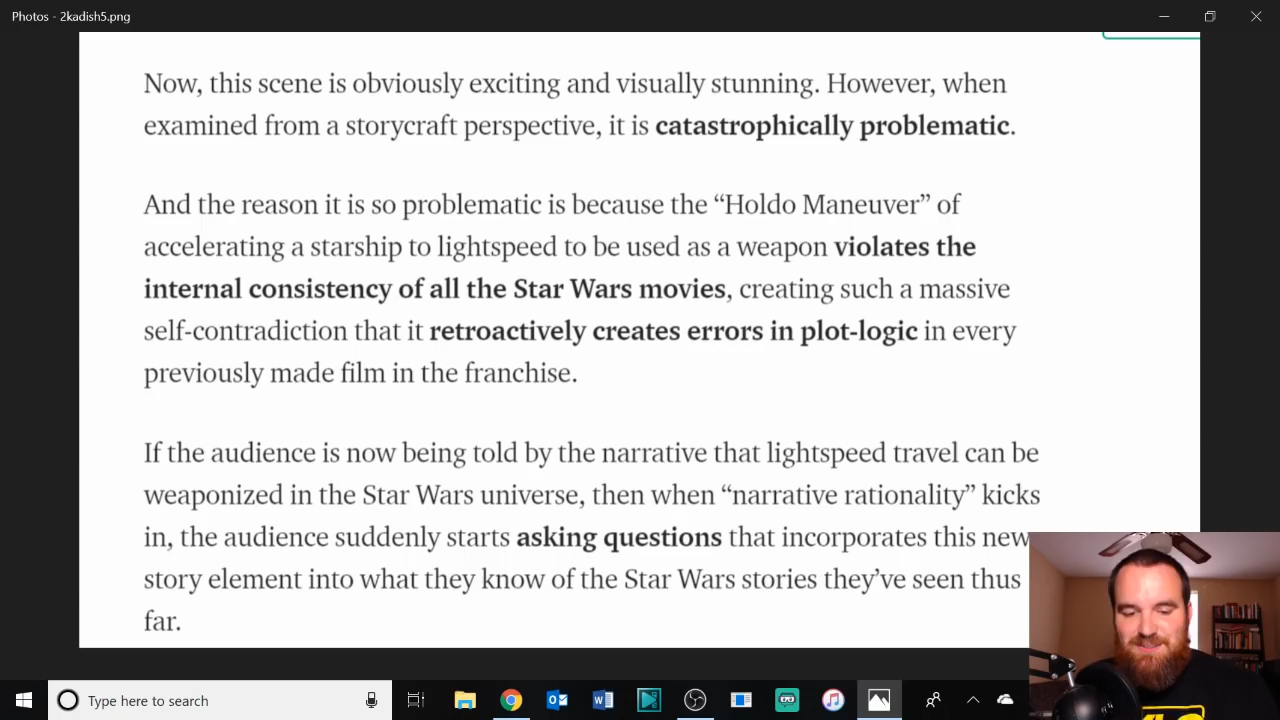 Photos - 2kadish5.png
Now, this scene is obviously exciting and visually stunning. However, when
examined from a storycraft perspective, it is catastrophically problematic.
And the reason it is so problematic is because the “Holdo Maneuver” of
accelerating a starship to lightspeed to be used as a weapon violates the
internal consistency of all the Star Wars movies, creating such a massive
self-contradiction that it retroactively creates errors in plot-logic in every
previously made film in the franchise.
If the audience is now being told by the narrative that lightspeed travel can be
weaponized in the Star Wars universe, then when “narrative rationality” kicks
in, the audience suddenly starts asking questions that incorporates this new
story element into what they know of the Star Wars stories they’ve seen thus
far.
Type here to search